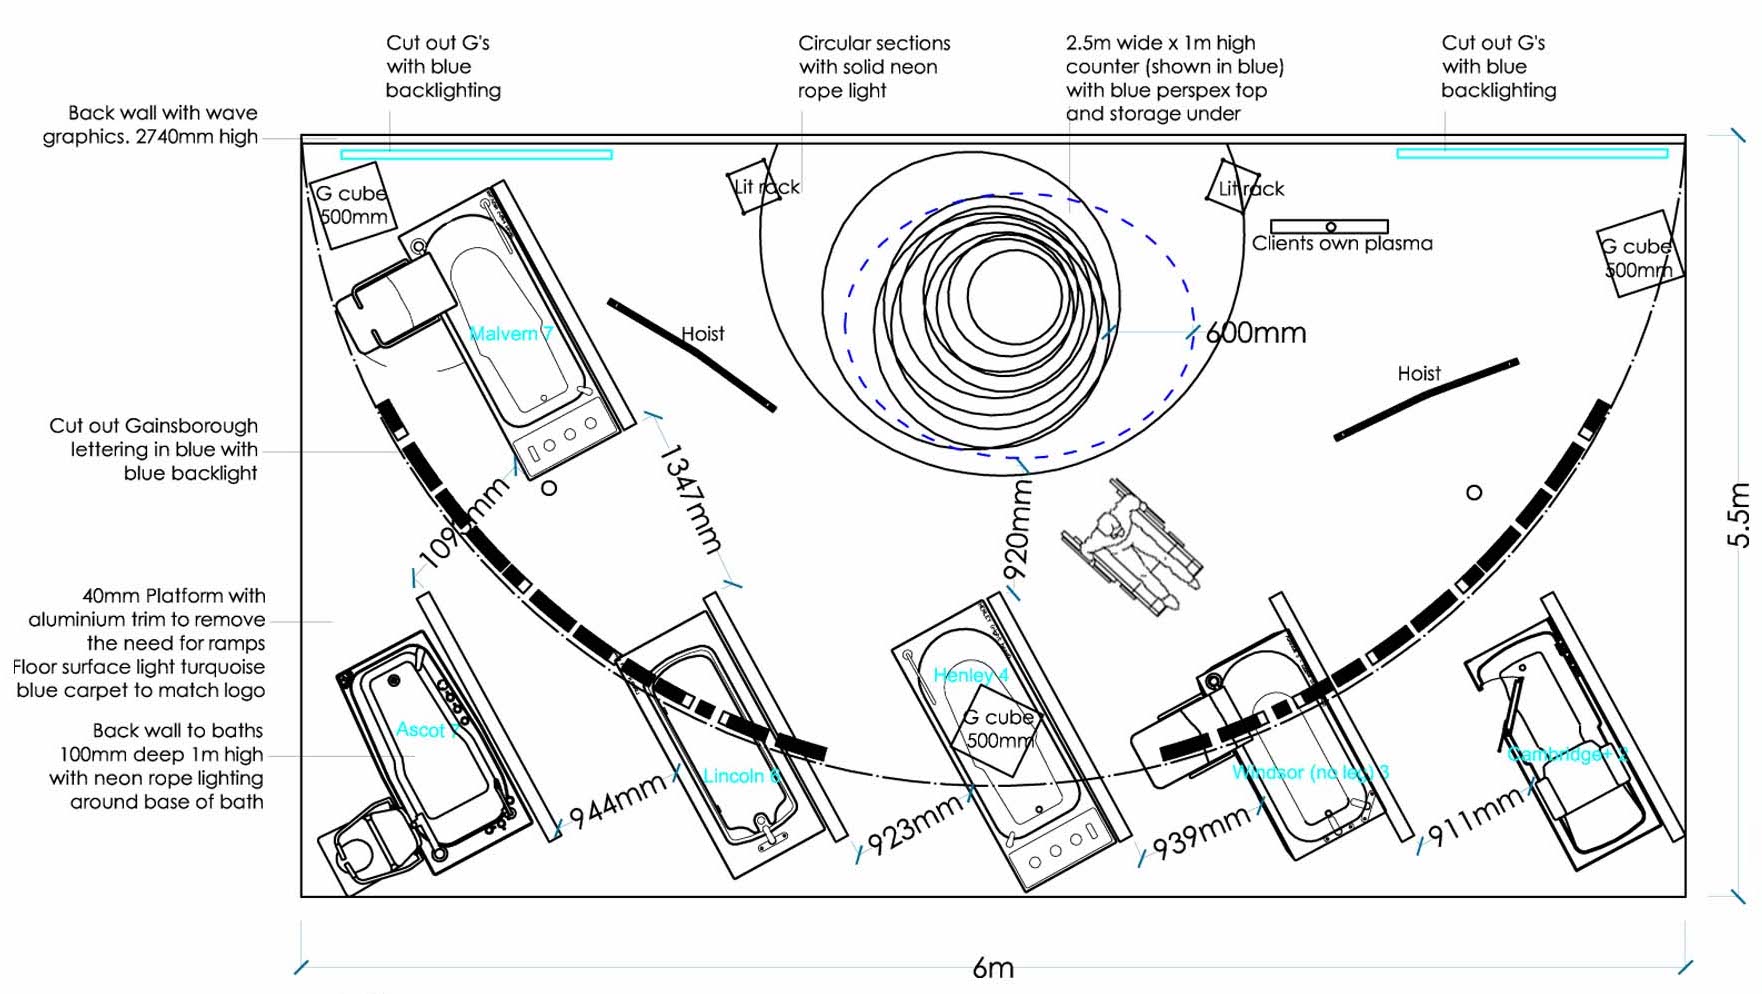 Cut out G's
with blue
backlighting
Circular sections
with solid neon
rope light
2.5m wide x 1m high
counter (shown in blue)
with blue perspex top
and storage under
Cut out G's
with blue
backlighting
Back wall with wave
graphics. 2740mm high
G cube
500mm
Lit rack
Lit rack
Clients own plasma
G cube
500mm
Malvern 7
Hoist
600mm
Hoist
Cut out Gainsborough
lettering in blue with
blue backlight
1347mm
920mm
5.5m
40mm Platform with
aluminium trim to remove
the need for ramps
Floor surface light turquoise
blue carpet to match logo
Back wall to baths
100mm deep 1m high
with neon rope lighting
around base of bath
Ascot 7
Lincoln 6
Henley 4
G cube
500mm
Windsor (no leg) 3
Cambridge+ 2
944mm
923mm
939mm
911mm
6m